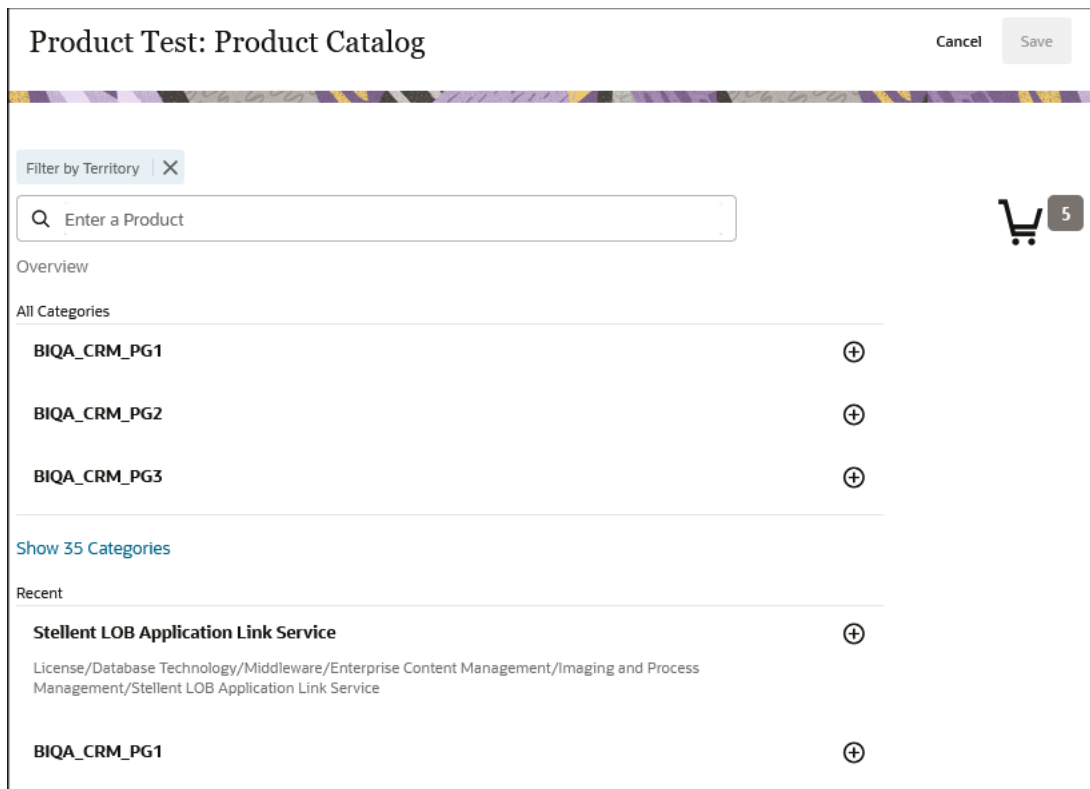 Product Test: Product Catalog
Cancel
Save
Filter by Territory
Enter a Product
5
Overview
All Categories
BIQA_CRM_PG1
BIQA_CRM_PG2
BIQA_CRM_PG3
Show 35 Categories
Recent
Stellent LOB Application Link Service
License/Database Technology/Middleware/Enterprise Content Management/Imaging and Process
Management/Stellent LOB Application Link Service
BIQA_CRM_PG1